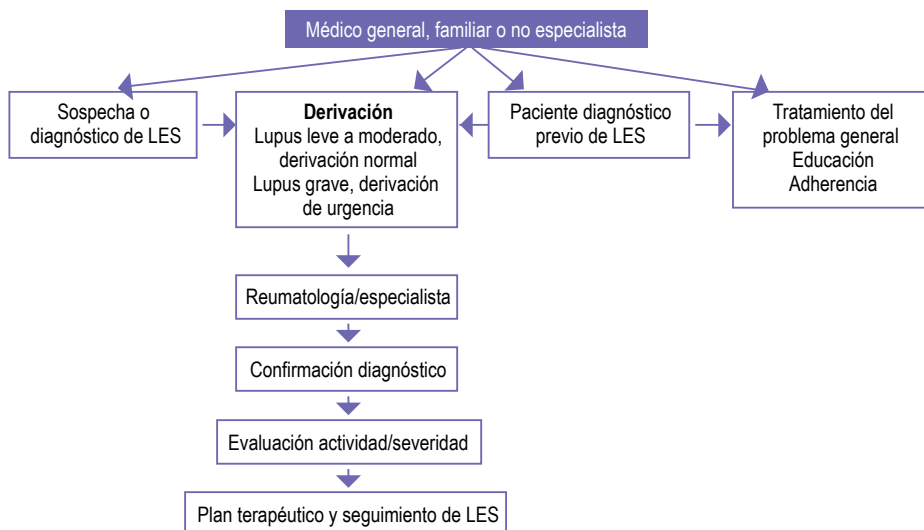 Médico general, familiar o no especialista
Sospecha o
diagnóstico de LES
Derivación
Lupus leve a moderado,
derivación normal
Lupus grave, derivación
de urgencia
Paciente diagnóstico
previo de LES
Tratamiento del
problema general
Educación
Adherencia
Reumatología/especialista
Confirmación diagnóstico
Evaluación actividad/severidad
Plan terapéutico y seguimiento de LES